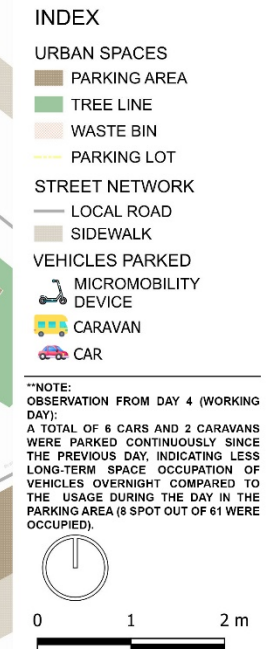 INDEX
URBAN SPACES
PARKING AREA
TREE LINE
WASTE BIN
PARKING LOT
STREET NETWORK
LOCAL ROAD
SIDEWALK
VEHICLES PARKED
MICROMOBILITY
DEVICE
CARAVAN
CAR
**NOTE:
OBSERVATION FROM DAY 4 (WORKING
DAY):
A TOTAL OF 6 CARS AND 2 CARAVANS
WERE PARKED CONTINUOUSLY SINCE
THE PREVIOUS DAY, INDICATING LESS
LONG-TERM SPACE OCCUPATION OF
VEHICLES OVERNIGHT COMPARED TO
THE USAGE DURING THE DAY IN THE
PARKING AREA (8 SPOT OUT OF 61 WERE
OCCUPIED).
0 1 2 m